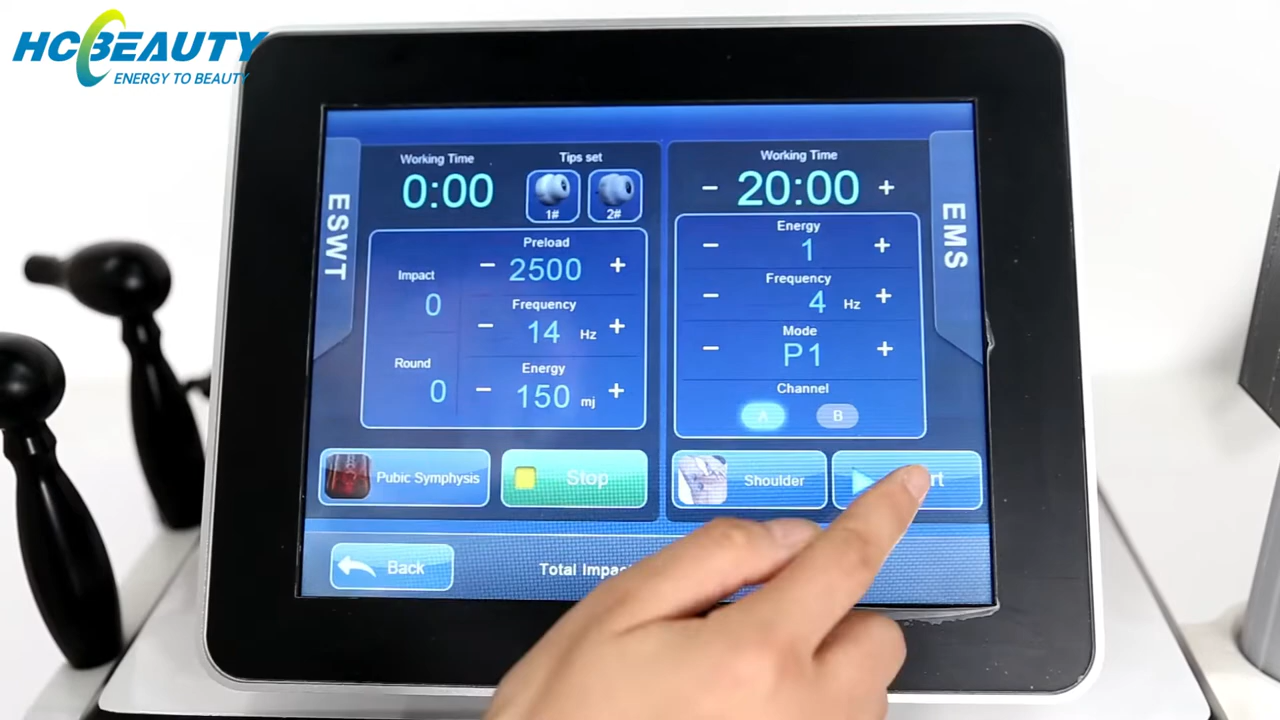 HCBEAUTY
ENERGY TO BEAUTY
ESWT
Working Time
0:00
Tips set
1#
2#
Preload
- 2500 +
Impact
0
Frequency
- 14 Hz +
Round
0
Energy
- 150 mj +
Pubic Symphysis
Stop
Working Time
- 20:00 +
EMS
Energy
- 1 +
Frequency
- 4 Hz +
Mode
- P1 +
Channel
A
B
Shoulder
Back
Total